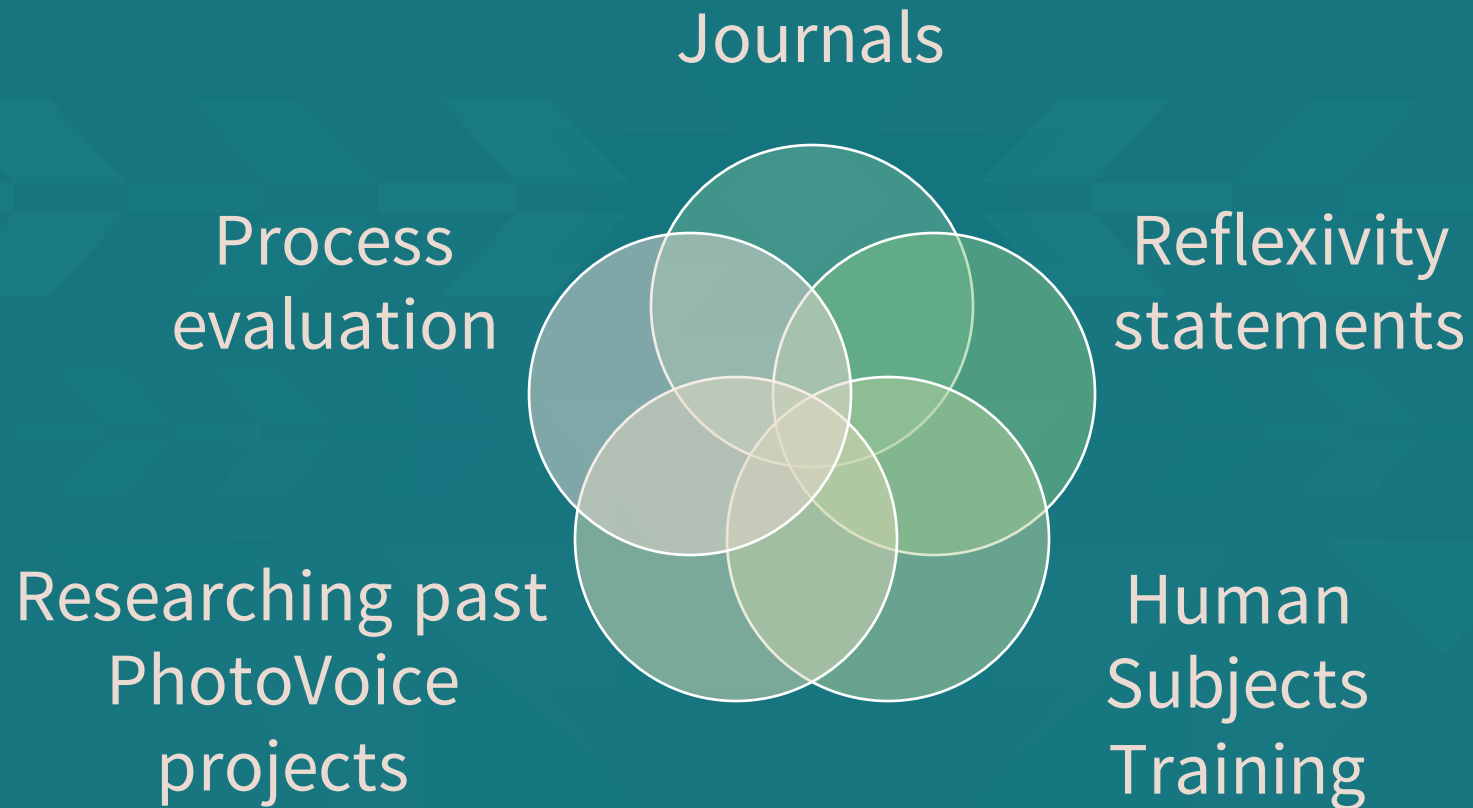 Journals
Process
evaluation
Reflexivity
statements
Researching past
PhotoVoice
projects
Human
Subjects
Training